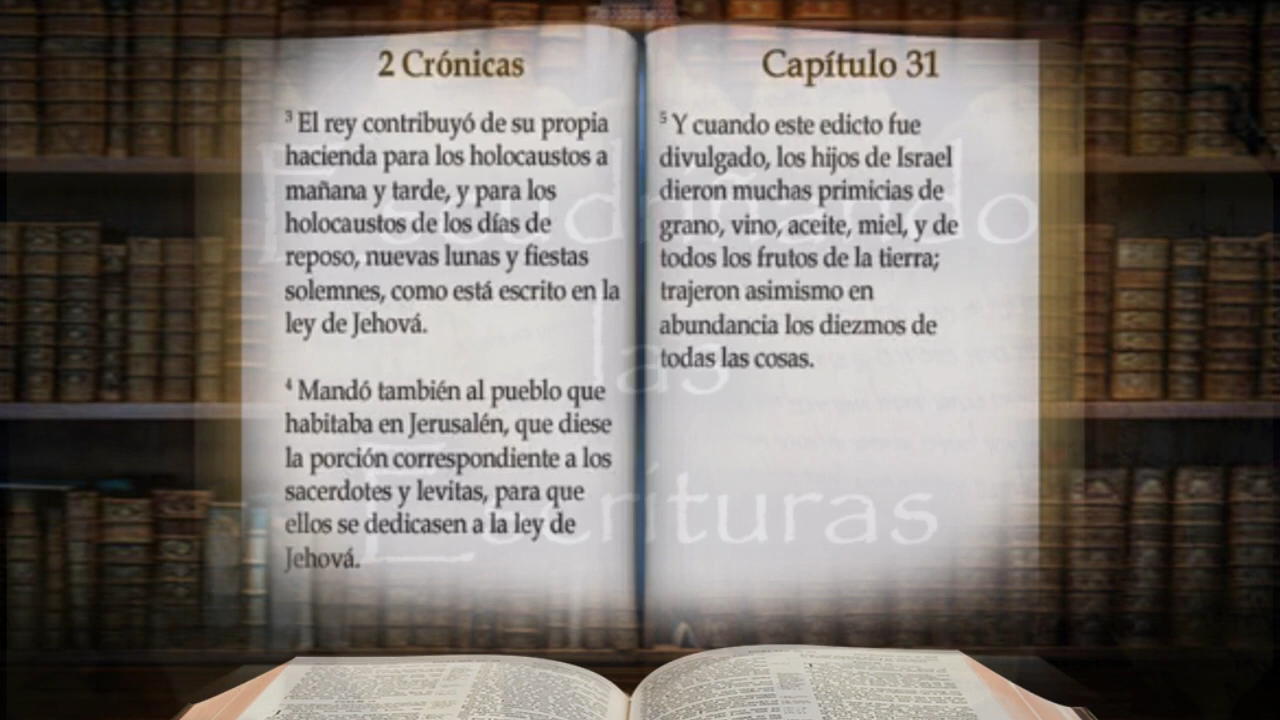 2 Crónicas
³ El rey contribuyó de su propia
hacienda para los holocaustos a
mañana y tarde, y para los
holocaustos de los días de
reposo, nuevas lunas y fiestas
solemnes, como está escrito en la
ley de Jehová.
⁴ Mandó también al pueblo que
habitaba en Jerusalén, que diese
la porción correspondiente a los
sacerdotes y levitas, para que
ellos se dedicasen a la ley de
Jehová.
Capítulo 31
⁵ Y cuando este edicto fue
divulgado, los hijos de Israel
dieron muchas primicias de
grano, vino, aceite, miel, y de
todos los frutos de la tierra;
trajeron asimismo en
abundancia los diezmos de
todas las cosas.
Escudriñando
las
Escrituras